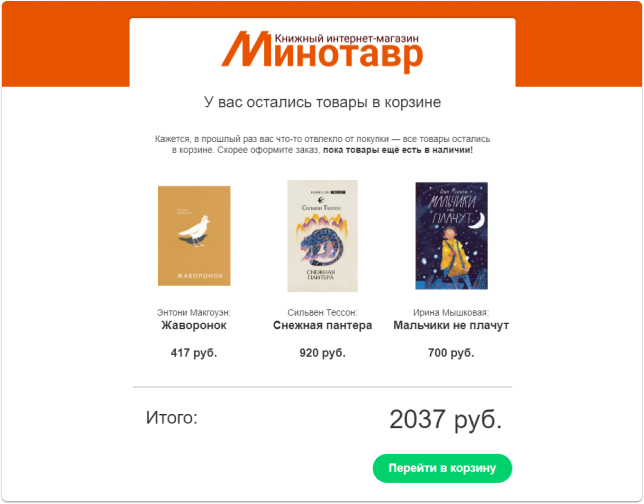 Книжный интернет-магазин
Минотавр
У вас остались товары в корзине
Кажется, в прошлый раз вас что-то отвлекло от покупки — все товары остались
в корзине. Скорее оформите заказ, пока товары ещё есть в наличии!
ЖАВОРОНОК
Сильвен Тессон
СНЕЖНАЯ
ПАНТЕРА
МАЛЬЧИКИ
НЕ
ПЛАЧУТ
Энтони Макгоуэн:
Жаворонок
417 руб.
Сильвен Тессон:
Снежная пантера
920 руб.
Ирина Мышковая:
Мальчики не плачут
700 руб.
Итого:
2037 руб.
Перейти в корзину